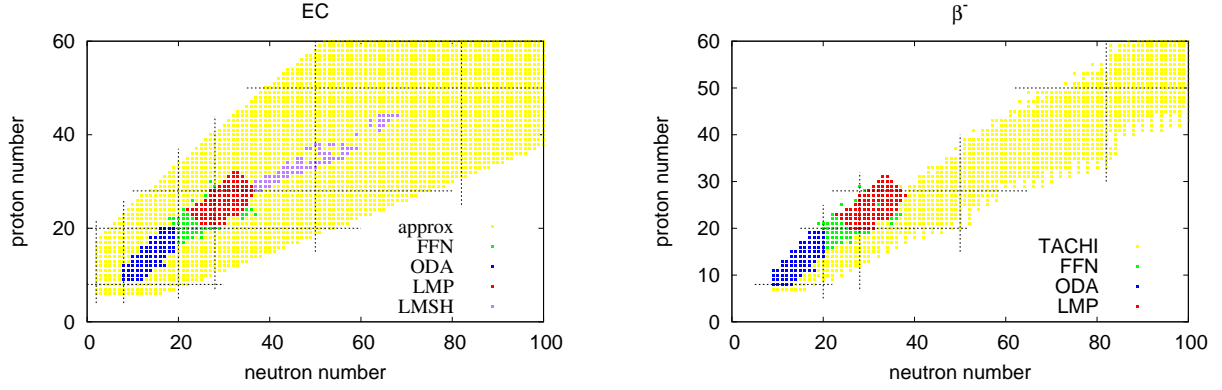 EC
proton number
60
40
20
0
approx
FFN
ODA
LMP
LMSH
0 20 40 60 80 100
neutron number
β⁻
proton number
60
50
40
30
20
10
0
TACHI
FFN
ODA
LMP
0 20 40 60 80 100
neutron number